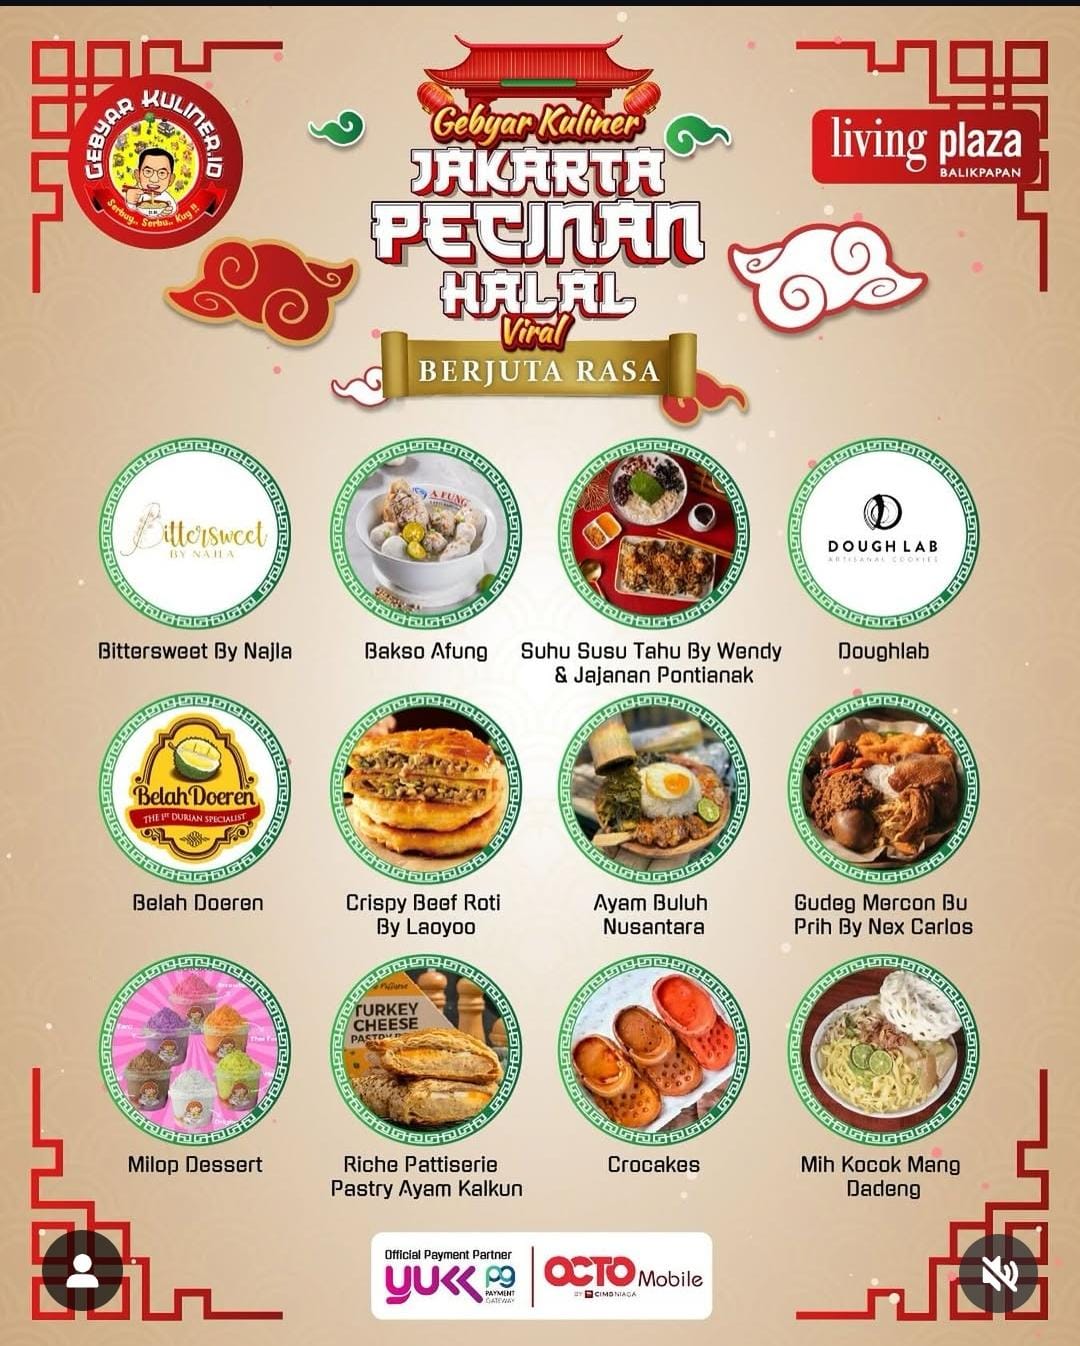 GEBYAR KULINER.ID
Serbuy.. Serbu.. Kuy !!
Gebyar Kuliner
JAKARTA
PECINAN
HALAL
Viral
BERJUTA RASA
living plaza
BALIKPAPAN
Bittersweet
BY NAJLA
A FUNG
DOUGH LAB
ARTISANAL COOKIES
Bittersweet By Najla
Bakso Afung
Suhu Susu Tahu By Wendy
& Jajanan Pontianak
Doughlab
Belah Doeren
THE 1ST DURIAN SPECIALIST
Belah Doeren
Crispy Beef Roti
By Laoyoo
Ayam Buluh
Nusantara
Gudeg Mercon Bu
Prih By Nex Carlos
TURKEY
CHEESE
Milop Dessert
Riche Pattiserie
Pastry Ayam Kalkun
Crocakes
Mih Kocok Mang
Dadeng
Official Payment Partner
yukk pg
PAYMENT
GATEWAY
OCTO Mobile
BY CIMB NIAGA